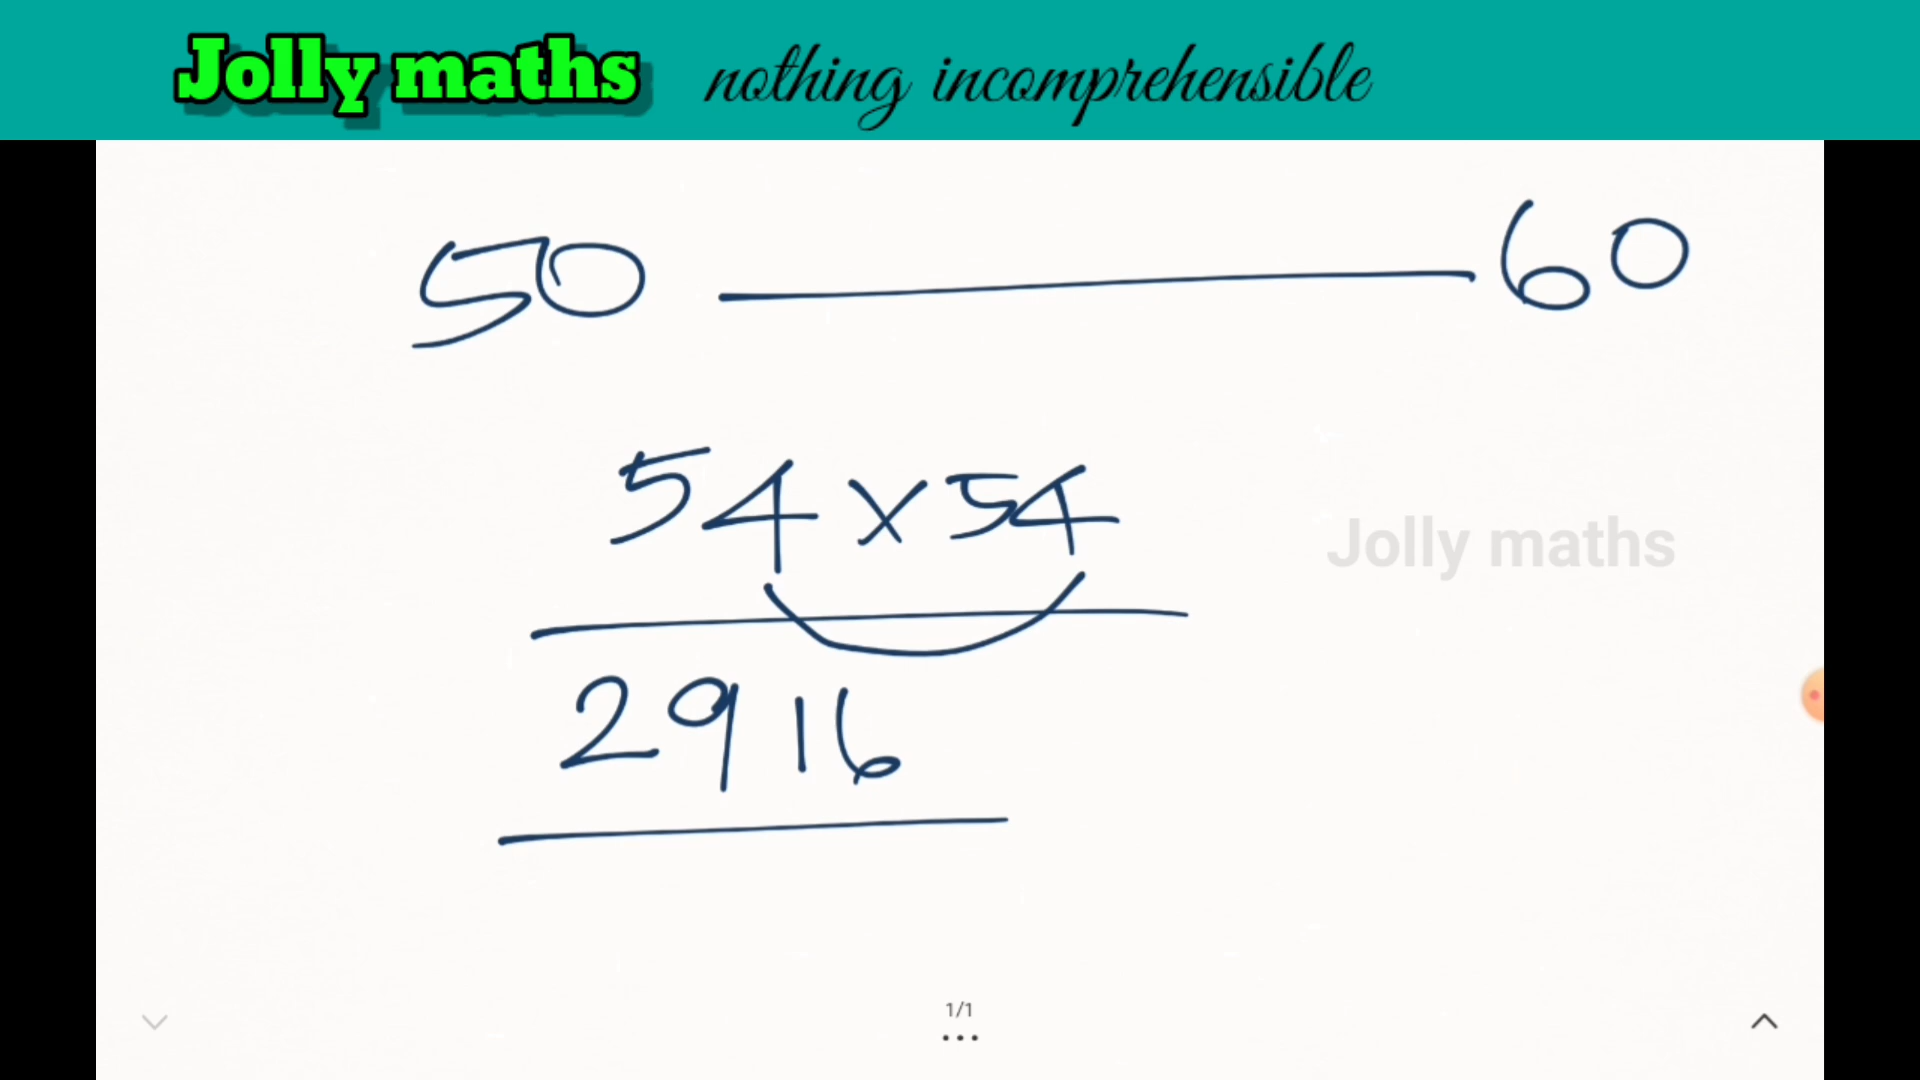 Jolly maths nothing incomprehensible
50 — 60
54 x 54
Jolly maths
2916
1/1